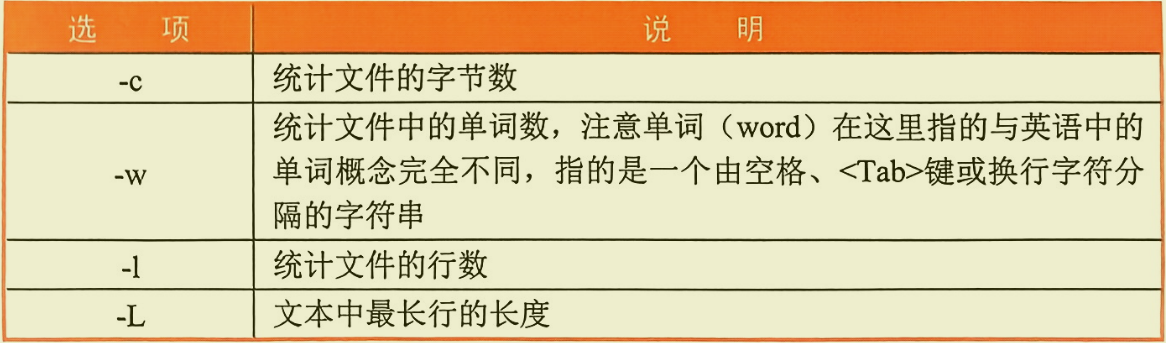 选 项 说 明
-c 统计文件的字节数
统计文件中的单词数，注意单词（word）在这里指的与英语中的
-w 单词概念完全不同，指的是一个由空格、<Tab>键或换行字符分
隔的字符串
-l 统计文件的行数
-L 文本中最长行的长度